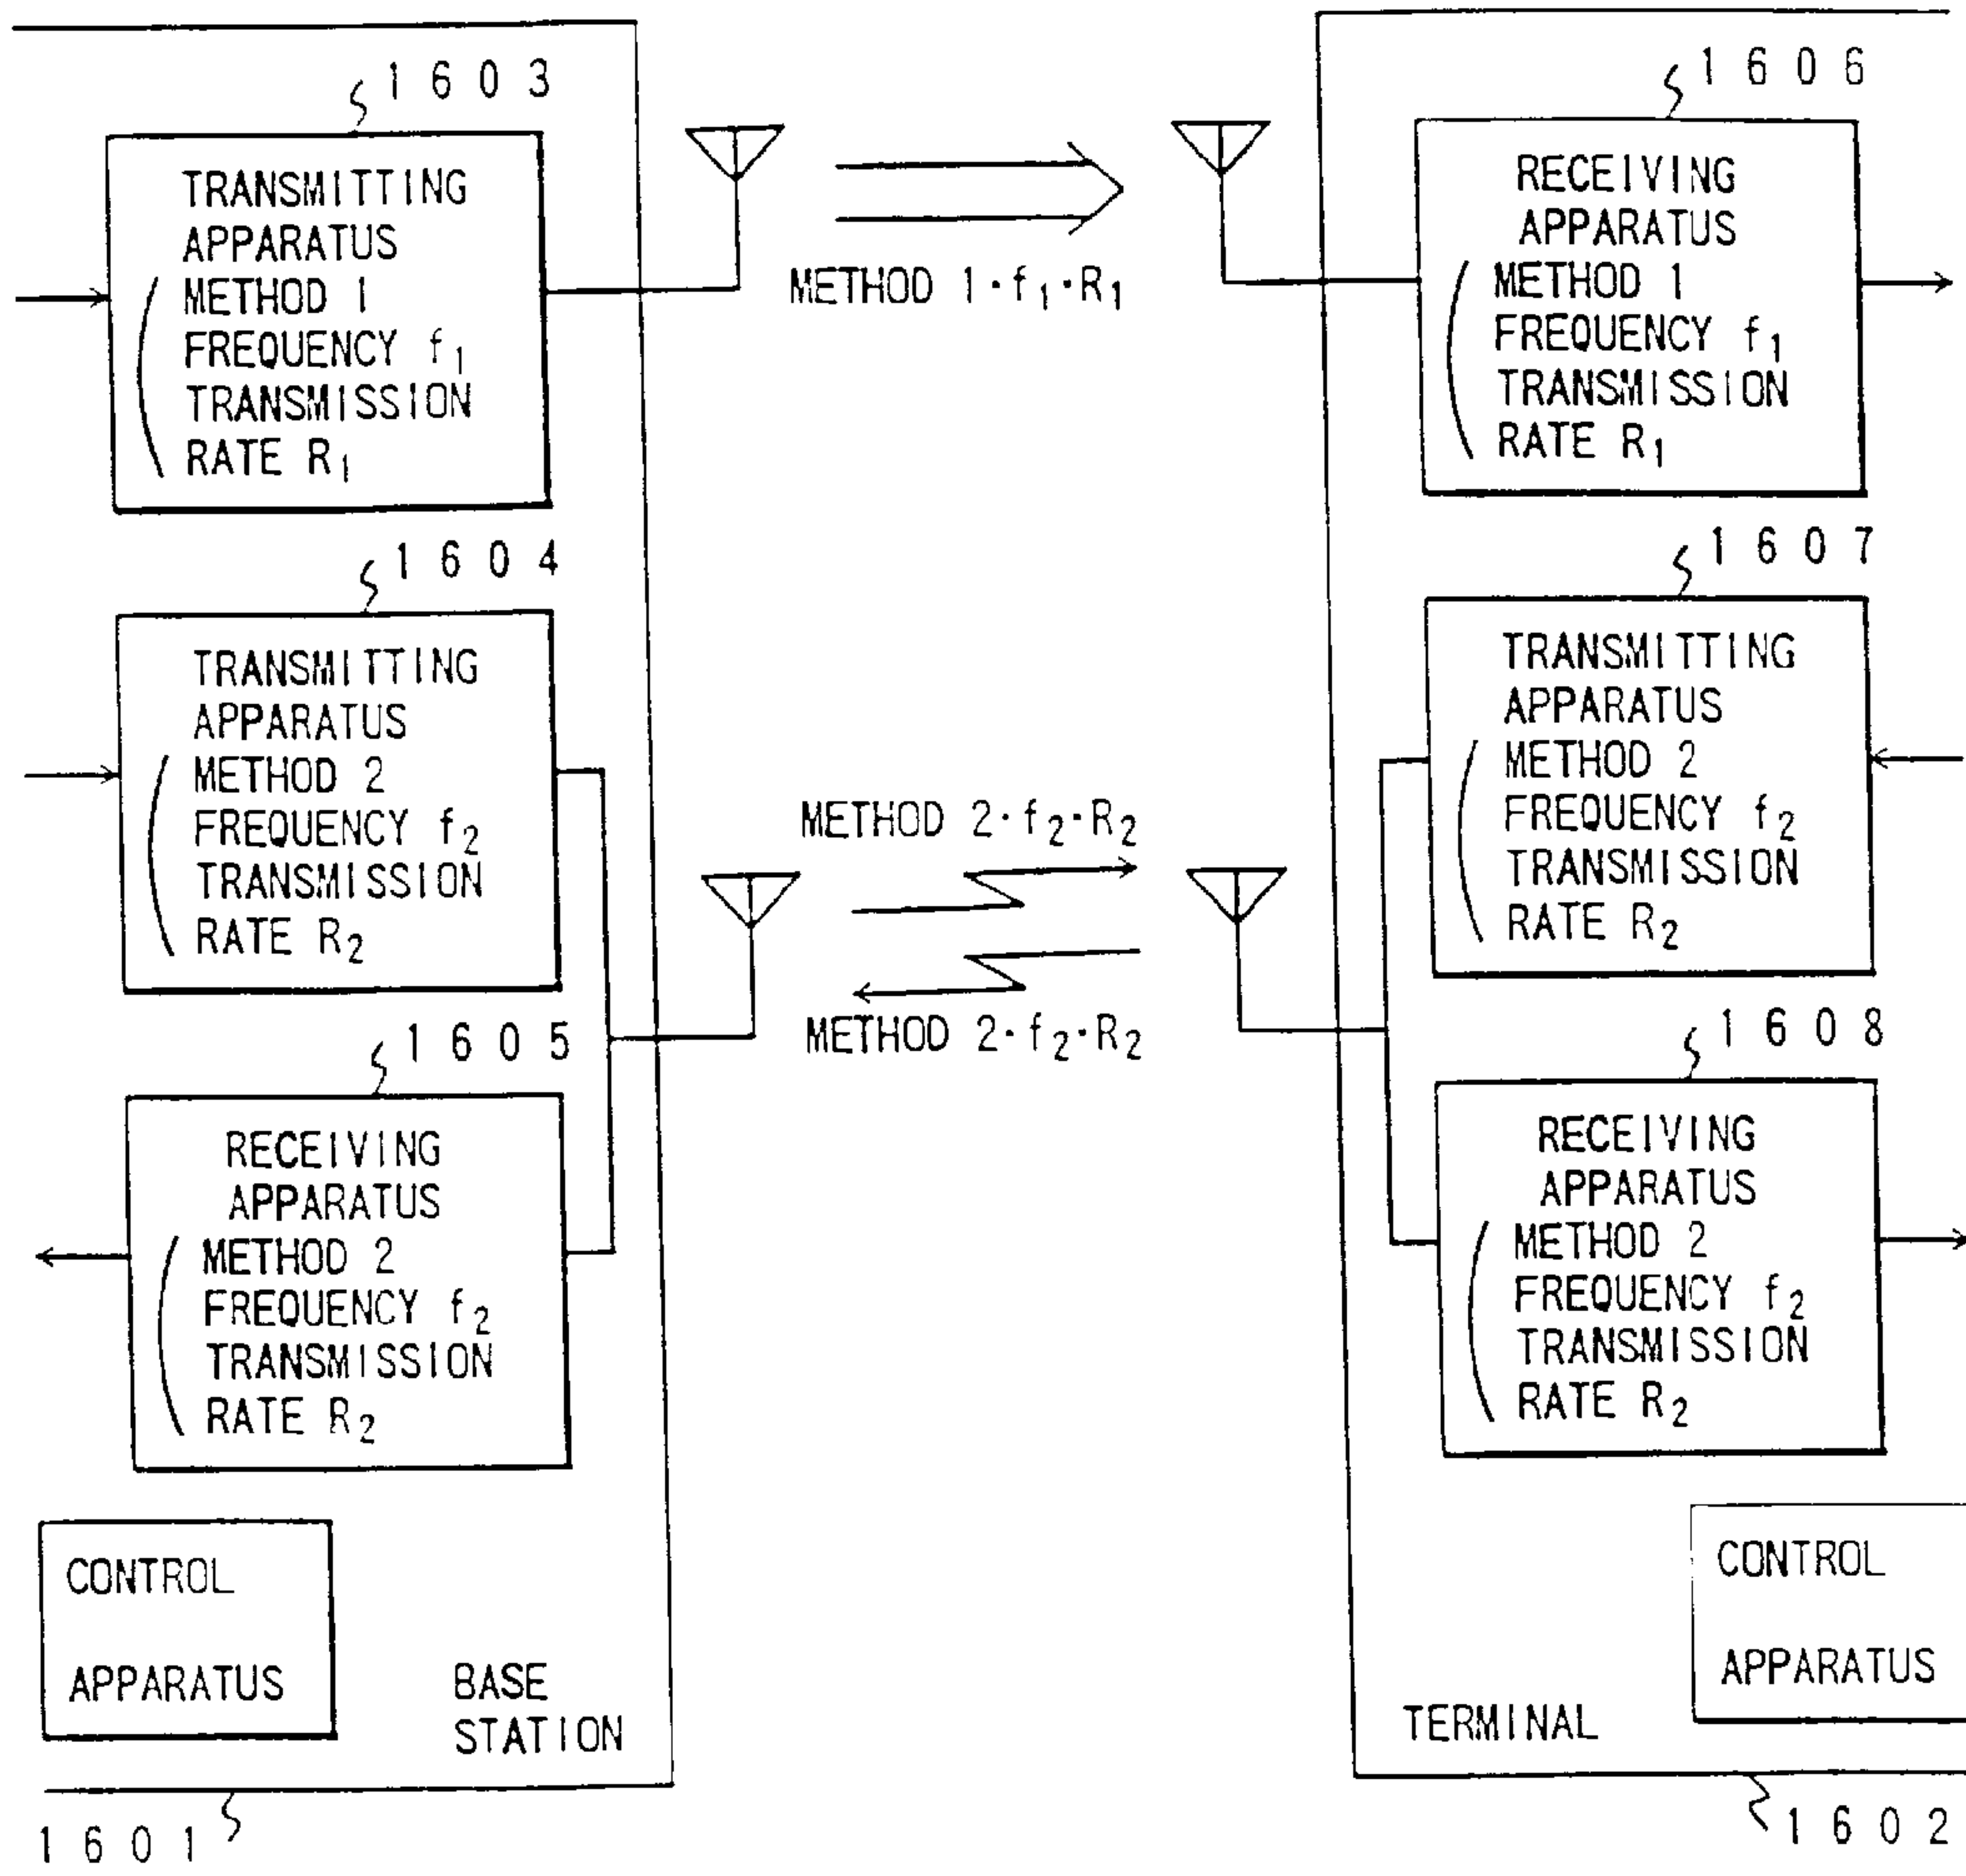 1603
TRANSMITTING
APPARATUS
METHOD 1
FREQUENCY f₁
TRANSMISSION
RATE R₁
1604
TRANSMITTING
APPARATUS
METHOD 2
FREQUENCY f₂
TRANSMISSION
RATE R₂
1605
RECEIVING
APPARATUS
METHOD 2
FREQUENCY f₂
TRANSMISSION
RATE R₂
CONTROL
APPARATUS
BASE
STATION
1601
METHOD 1·f₁·R₁
METHOD 2·f₂·R₂
METHOD 2·f₂·R₂
1606
RECEIVING
APPARATUS
METHOD 1
FREQUENCY f₁
TRANSMISSION
RATE R₁
1607
TRANSMITTING
APPARATUS
METHOD 2
FREQUENCY f₂
TRANSMISSION
RATE R₂
1608
RECEIVING
APPARATUS
METHOD 2
FREQUENCY f₂
TRANSMISSION
RATE R₂
CONTROL
APPARATUS
TERMINAL
1602